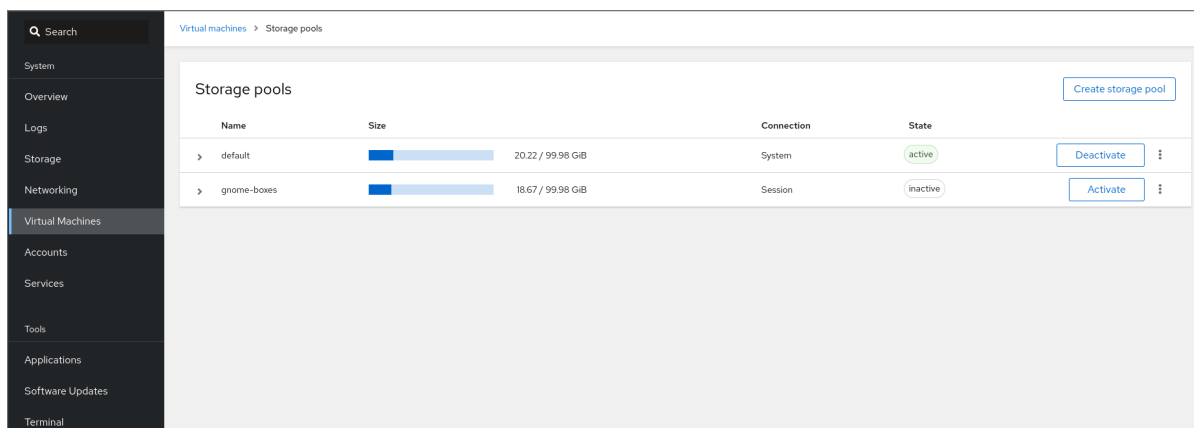 Search
System
Overview
Logs
Storage
Networking
Virtual Machines
Accounts
Services
Tools
Applications
Software Updates
Terminal
Virtual machines > Storage pools
Storage pools
Create storage pool
Name Size Connection State
default 20.22 / 99.98 GiB System active Deactivate
gnome-boxes 18.67 / 99.98 GiB Session inactive Activate